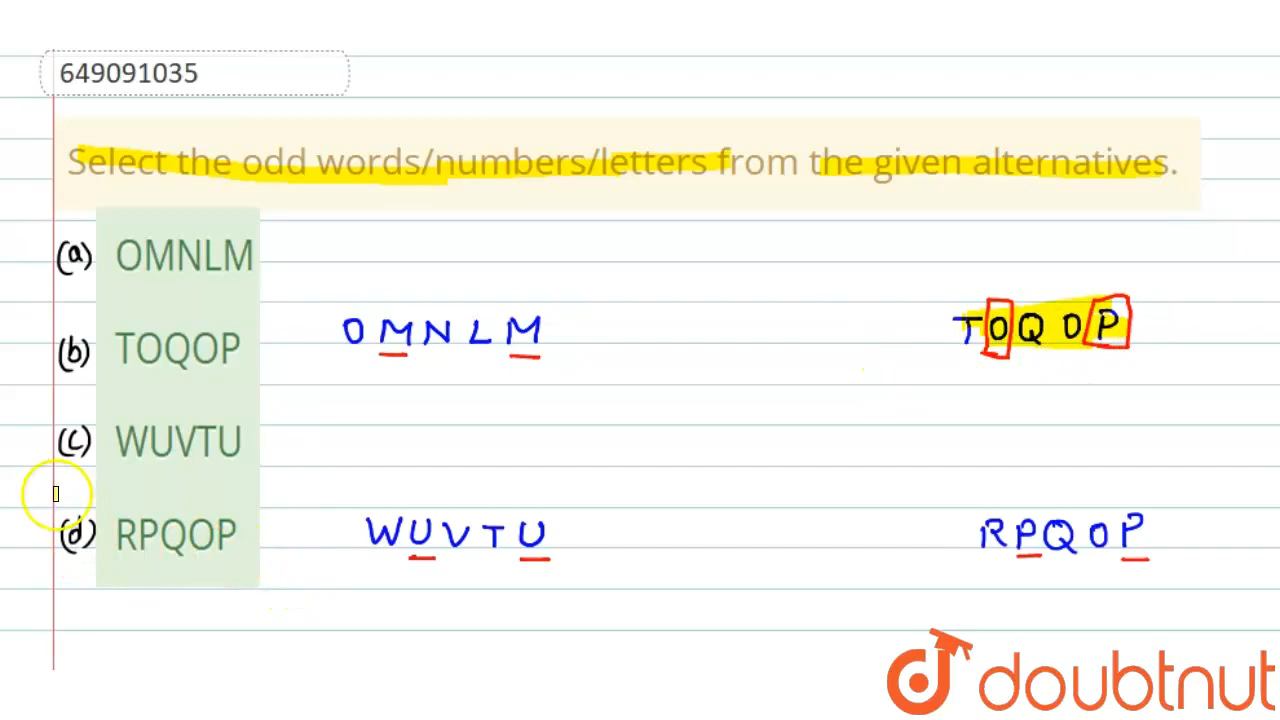 649091035
Select the odd words/numbers/letters from the given alternatives.
(a) OMNLM
OMNLM TOQOP
(b) TOQOP
(c) WUVTU
(d) RPQOP
WUVTU RPQOP
doubtnut